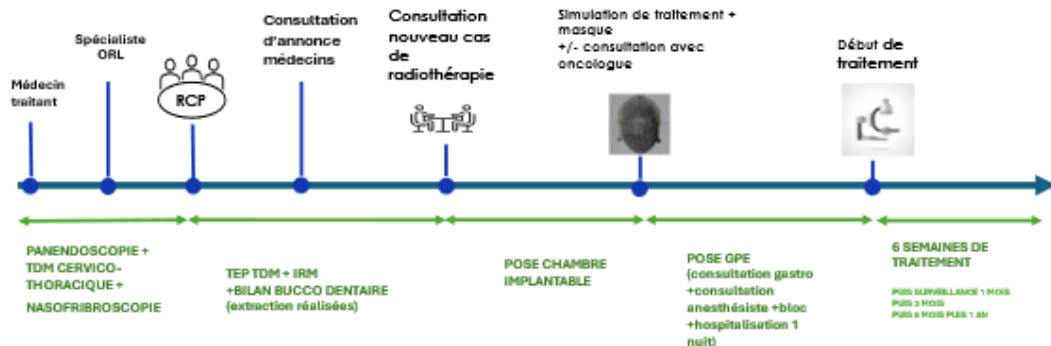 Médecin
traitant
Spécialiste
ORL
RCP
Consultation
d'annonce
médecins
Consultation
nouveau cas
de
radiothérapie
Simulation de traitement +
masque
+/- consultation avec
oncologue
Début de
traitement
PANENDOSCOPIE +
TDM CERVICO-
THORACIQUE +
NASOFRIBROSCOPIE
TEP TDM + IRM
+BILAN BUCCO DENTAIRE
(extraction réalisées)
POSE CHAMBRE
IMPLANTABLE
POSE GPE
(consultation gastro
+consultation
anesthésiste +bloc
+hospitalisation 1
nuit)
6 SEMAINES DE
TRAITEMENT
PUIS SURVEILLANCE 1 MOIS
PUIS 3 MOIS
PUIS 6 MOIS PUIS 1 AN